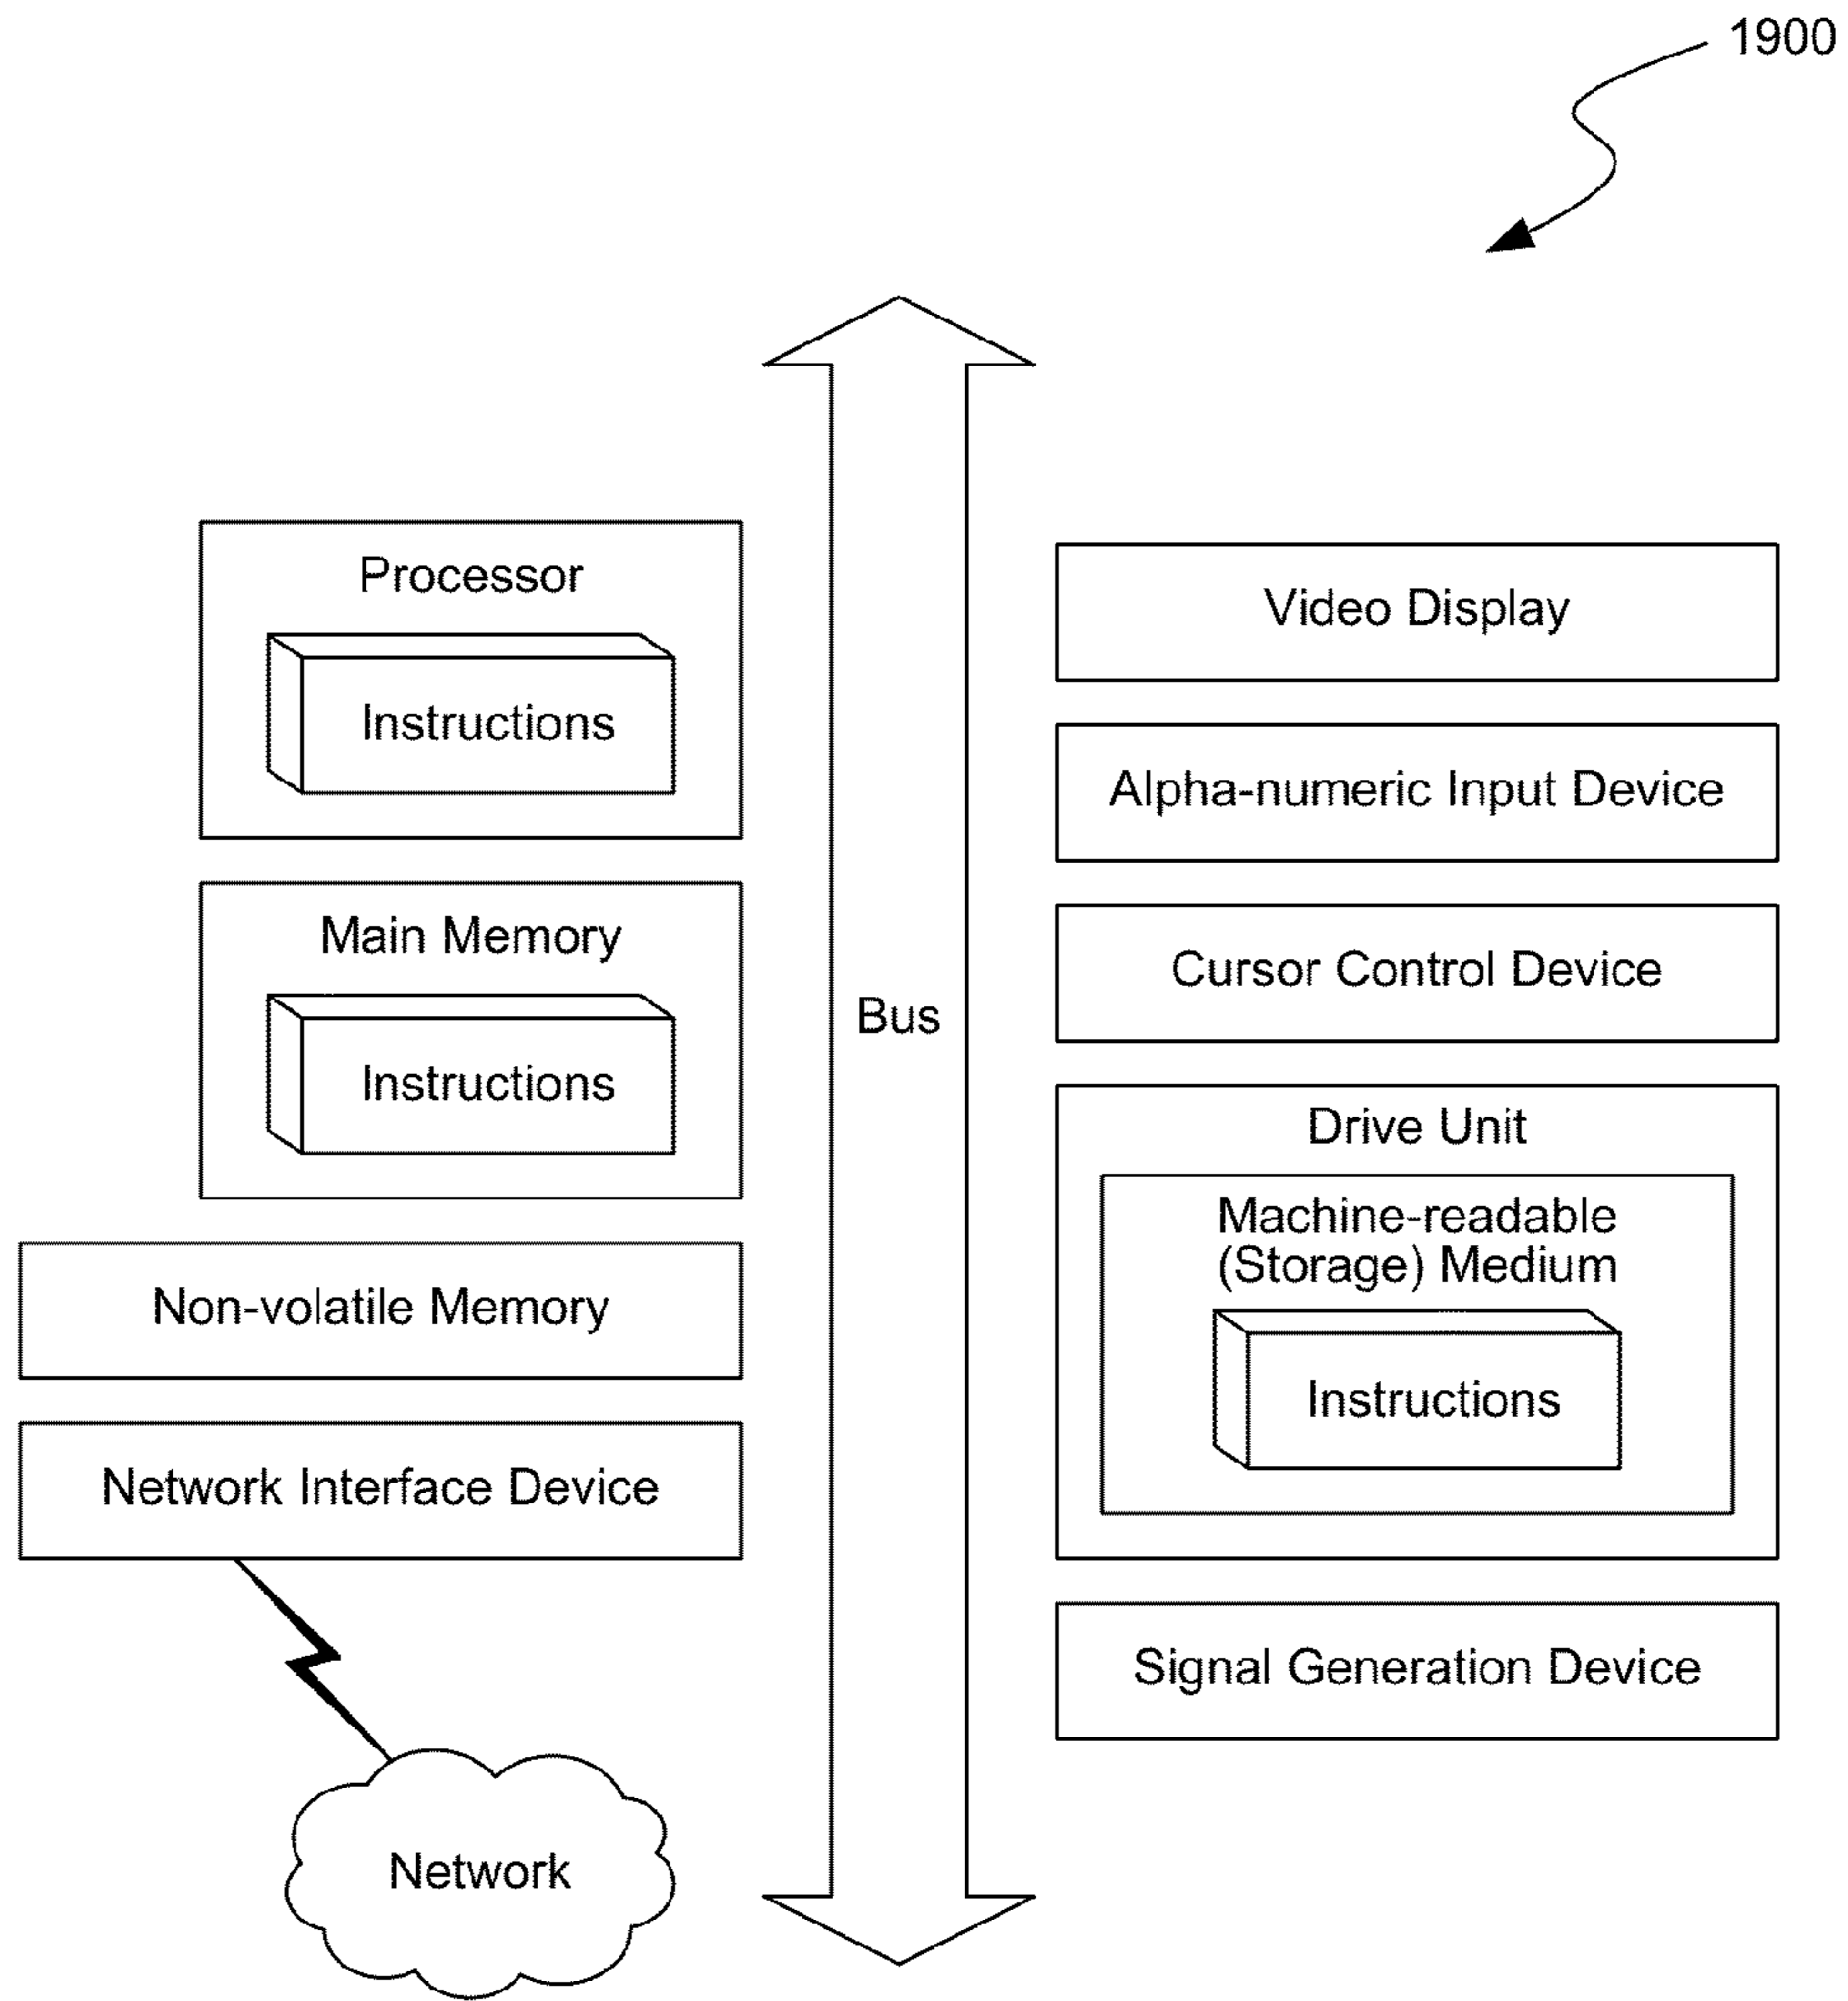 1900
Processor
Instructions
Main Memory
Instructions
Non-volatile Memory
Network Interface Device
Network
Bus
Video Display
Alpha-numeric Input Device
Cursor Control Device
Drive Unit
Machine-readable
(Storage) Medium
Instructions
Signal Generation Device